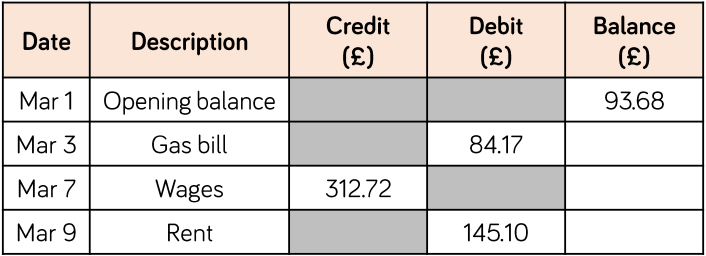 Date Description Credit (£) Debit (£) Balance (£)
Mar 1 Opening balance 93.68
Mar 3 Gas bill 84.17
Mar 7 Wages 312.72
Mar 9 Rent 145.10